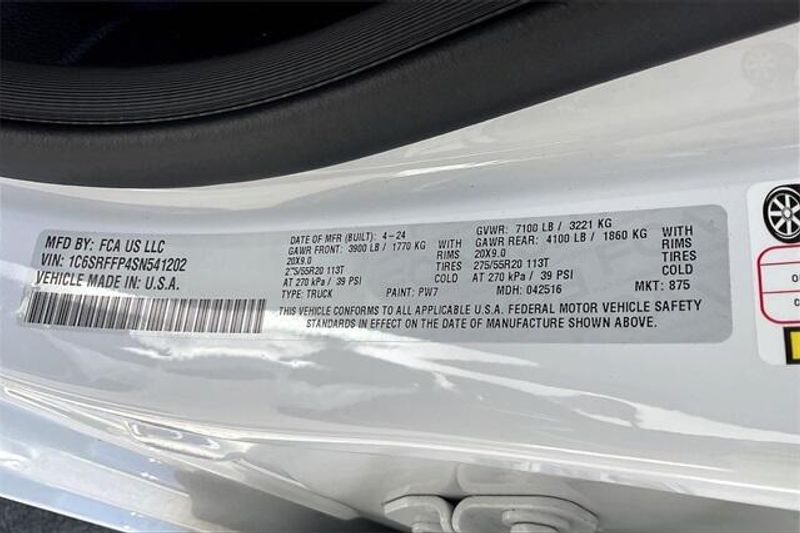 MFD BY: FCA US LLC
VIN: 1C6SRFFP4SN541202
VEHICLE MADE IN: U.S.A.
DATE OF MFR (BUILT): 4-24
GAWR FRONT: 3900 LB / 1770 KG WITH
20X9.0 RIMS
275/55R20 113T TIRES
AT 270 kPa / 39 PSI COLD
TYPE: TRUCK PAINT: PW7
GVWR: 7100 LB / 3221 KG
GAWR REAR: 4100 LB / 1860 KG WITH
20X9.0 RIMS
275/55R20 113T TIRES
AT 270 kPa / 39 PSI COLD
MDH: 042516 MKT: 875
THIS VEHICLE CONFORMS TO ALL APPLICABLE U.S.A. FEDERAL MOTOR VEHICLE SAFETY
STANDARDS IN EFFECT ON THE DATE OF MANUFACTURE SHOWN ABOVE.